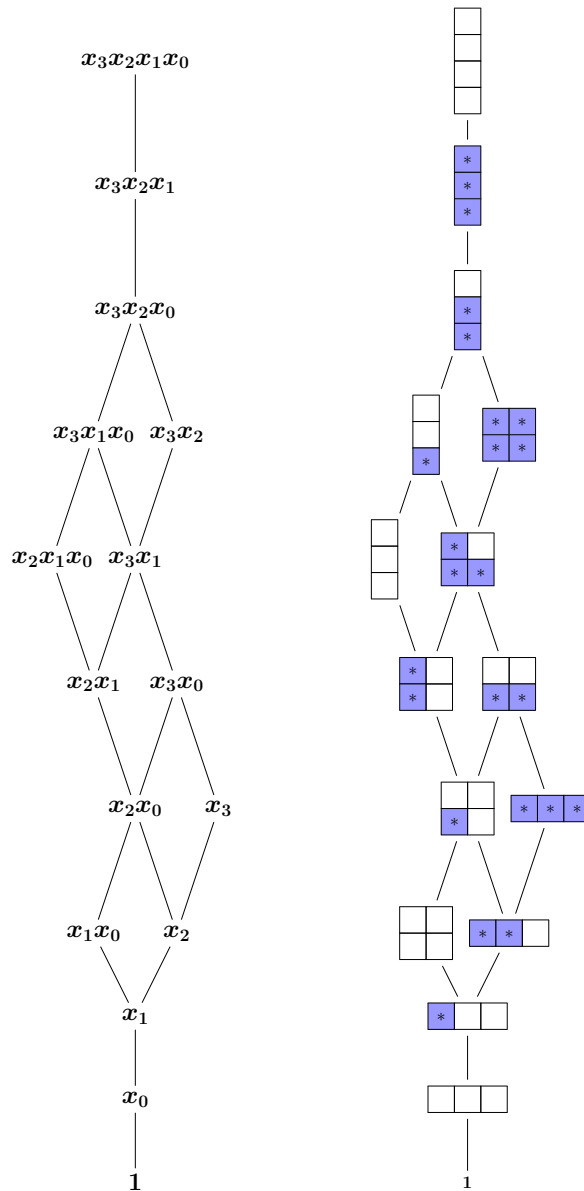 x₃x₂x₁x₀
x₃x₂x₁
x₃x₂x₀
x₃x₁x₀ x₃x₂
x₂x₁x₀ x₃x₁
x₂x₁ x₃x₀
x₂x₀ x₃
x₁x₀ x₂
x₁
x₀
1
*
*
*
*
*
* *
* *
*
*
* *
*
* * *
* * *
*
* *
*
1